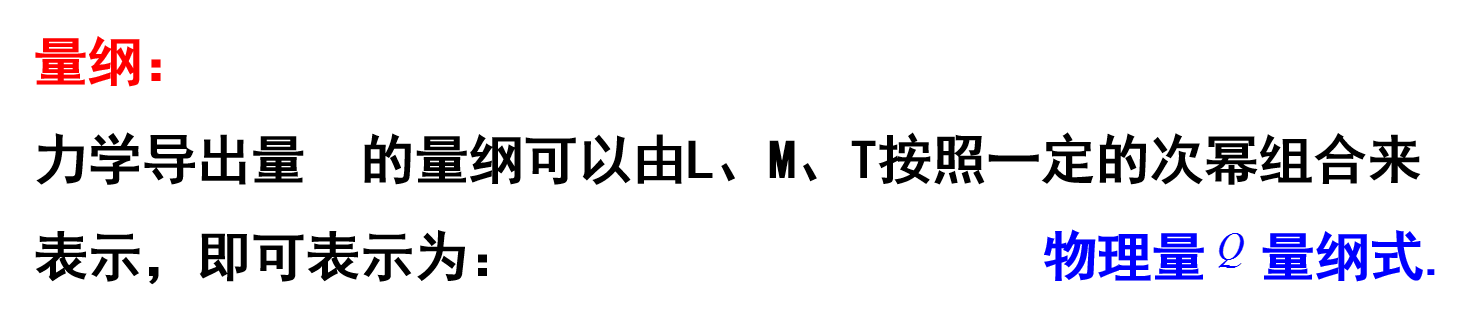 量纲：
力学导出量 的量纲可以由L、M、T按照一定的次幂组合来
表示，即可表示为： 物理量 Q 量纲式.